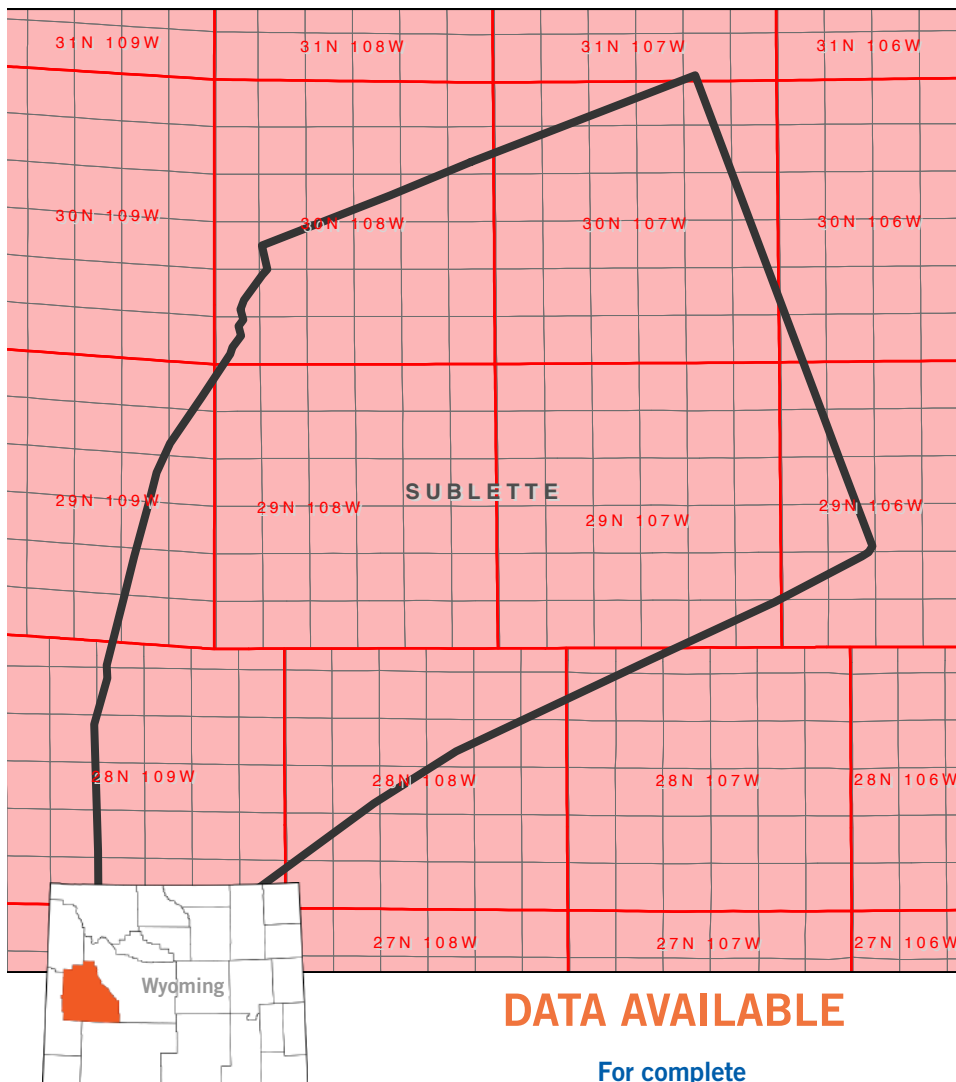 31N 109W 31N 108W 31N 107W 31N 106W
30N 109W 30N 108W 30N 107W 30N 106W
SUBLETTE
29N 109W 29N 108W 29N 107W 29N 106W
28N 109W 28N 108W 28N 107W 28N 106W
27N 108W 27N 107W 27N 106W
Wyoming
DATA AVAILABLE
For complete